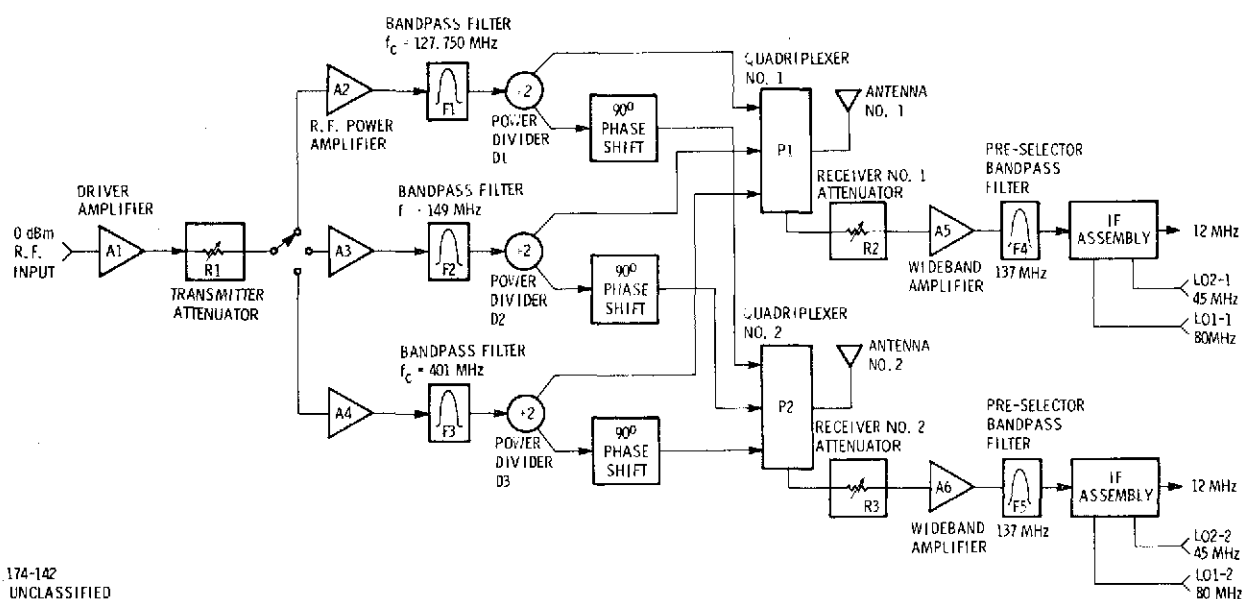 BANDPASS FILTER
fc = 127.750 MHz
A2
F1
÷2
R.F. POWER
AMPLIFIER
POWER
DIVIDER
D1
90⁰
PHASE
SHIFT
QUADRIPLEXER
NO. 1
P1
ANTENNA
NO. 1
DRIVER
AMPLIFIER
0 dBm
R.F.
INPUT
A1
R1
TRANSMITTER
ATTENUATOR
BANDPASS FILTER
f 149 MHz
A3
F2
÷2
POWER
DIVIDER
D2
90⁰
PHASE
SHIFT
RECEIVER NO. 1
ATTENUATOR
R2
A5
WIDEBAND
AMPLIFIER
PRE-SELECTOR
BANDPASS
FILTER
F4
137 MHz
IF
ASSEMBLY
12 MHz
LO2-1
45 MHz
LO1-1
80MHz
BANDPASS FILTER
fc = 401 MHz
A4
F3
÷2
POWER
DIVIDER
D3
90⁰
PHASE
SHIFT
QUADRIPLEXER
NO. 2
P2
ANTENNA
NO. 2
RECEIVER NO. 2
ATTENUATOR
R3
A6
WIDEBAND
AMPLIFIER
PRE-SELECTOR
BANDPASS
FILTER
F5
137 MHz
IF
ASSEMBLY
12 MHz
LO2-2
45 MHz
LO1-2
80 MHz
174-142
UNCLASSIFIED